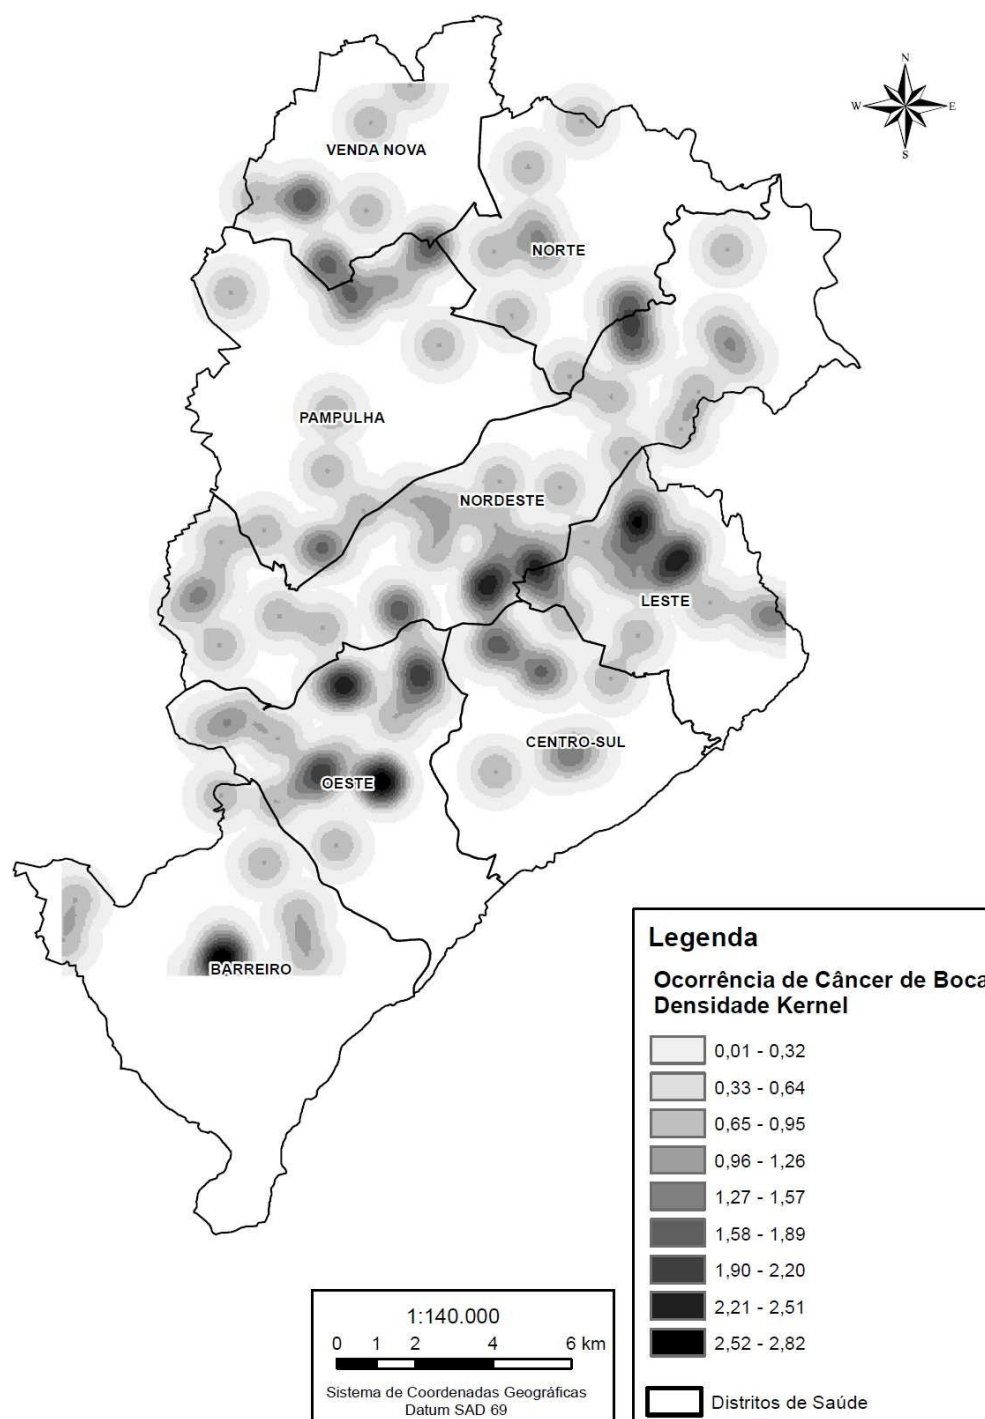 N
W E
S
VENDA NOVA
NORTE
PAMPULHA
NORDESTE
LESTE
CENTRO-SUL
OESTE
BARREIRO
Legenda
Ocorrência de Câncer de Boca
Densidade Kernel
0,01 - 0,32
0,33 - 0,64
0,65 - 0,95
0,96 - 1,26
1,27 - 1,57
1,58 - 1,89
1,90 - 2,20
2,21 - 2,51
2,52 - 2,82
Distritos de Saúde
1:140.000
0 1 2 4 6 km
Sistema de Coordenadas Geográficas
Datum SAD 69